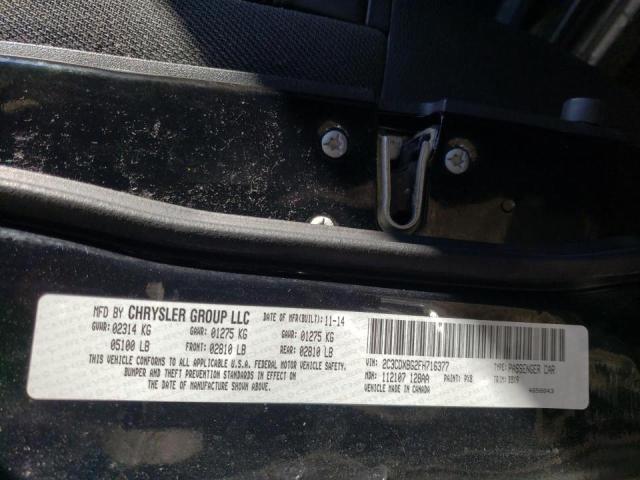 MFD BY CHRYSLER GROUP LLC
DATE OF MFR(BUILT): 11-14
GVWR: 02314 KG
GAWR: 01275 KG
GAWR: 01275 KG
05100 LB
FRONT: 02810 LB
REAR: 02810 LB
THIS VEHICLE CONFORMS TO ALL APPLICABLE U.S.A. FEDERAL MOTOR VEHICLE SAFETY,
BUMPER AND THEFT PREVENTION STANDARDS IN EFFECT ON
THE DATE OF MANUFACTURE SHOWN ABOVE.
VIN: 2C3CDXBG2FH716377
TYPE: PASSENGER CAR
MDH: 112107 128AA
PAINT: PX8
TRIM:
VEHICLE MADE IN CANADA